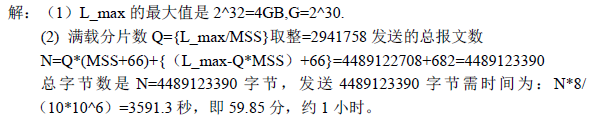 解：（1）L_max 的最大值是 2^32=4GB,G=2^30.
(2) 满载分片数 Q={L_max/MSS}取整=2941758 发送的总报文数
N=Q*(MSS+66)+{（L_max-Q*MSS）+66}=4489122708+682=4489123390
总字节数是 N=4489123390 字节，发送 4489123390 字节需时间为：N*8/
（10*10^6）=3591.3 秒，即 59.85 分，约 1 小时。